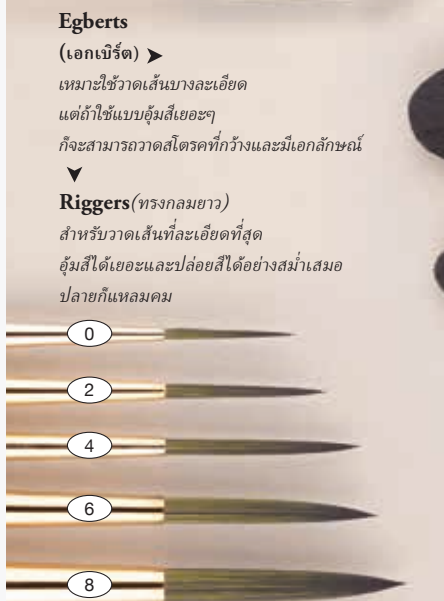 Egberts
(เอกเบิร์ต) ➤
เหมาะใช้วาดเส้นบางละเอียด
แต่ถ้าใช้แบบอุ้มสีเยอะๆ
ก็จะสามารถวาดสโตรคที่กว้างและมีเอกลักษณ์
Riggers(ทรงกลมยาว)
สำหรับวาดเส้นที่ละเอียดที่สุด
อุ้มสีได้เยอะและปล่อยสีได้อย่างสม่ำเสมอ
ปลายก็แหลมคม
0
2
4
6
8